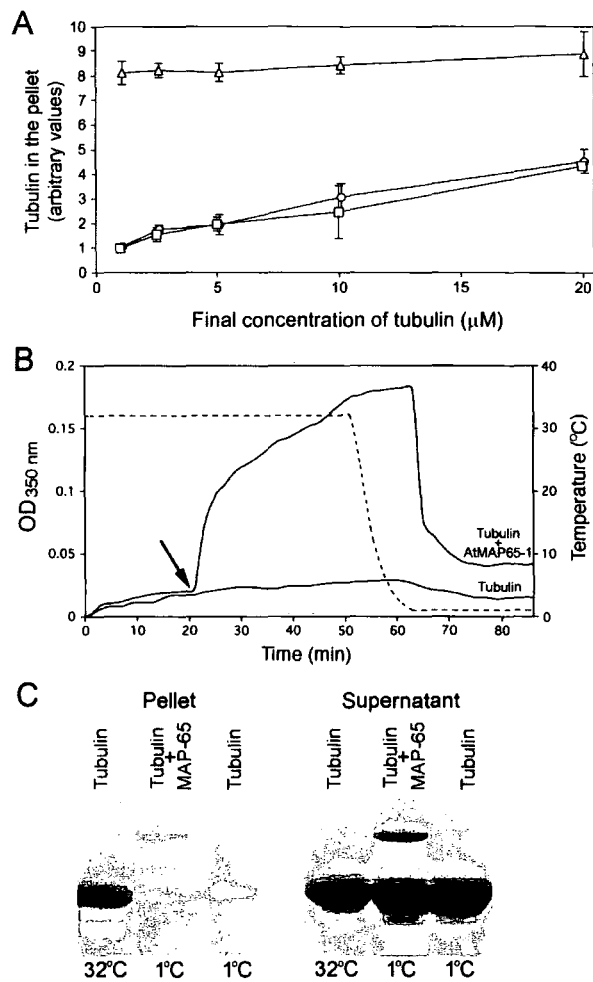 A
Tubulin in the pellet
(arbitrary values)
10
9
8
7
6
5
4
3
2
1
0
0
5
10
15
20
Final concentration of tubulin (μM)
B
OD350 nm
0.2
0.15
0.1
0.05
0
40
30
20
10
0
Temperature (°C)
Tubulin
+
AtMAP65-1
Tubulin
0
10
20
30
40
50
60
70
80
Time (min)
C
Pellet
Supernatant
Tubulin
Tubulin
+
MAP-65
Tubulin
Tubulin
Tubulin
+
MAP-65
Tubulin
32°C
1°C
1°C
32°C
1°C
1°C